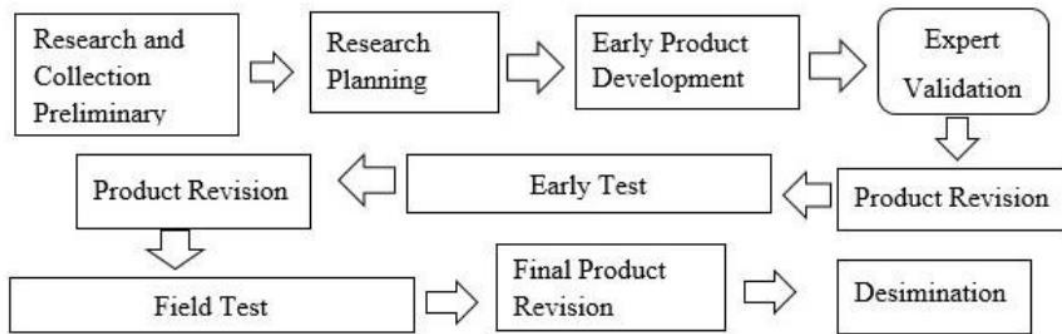 Research and
Collection
Preliminary
Research
Planning
Early Product
Development
Expert
Validation
Product Revision
Early Test
Product Revision
Field Test
Final Product
Revision
Desimination